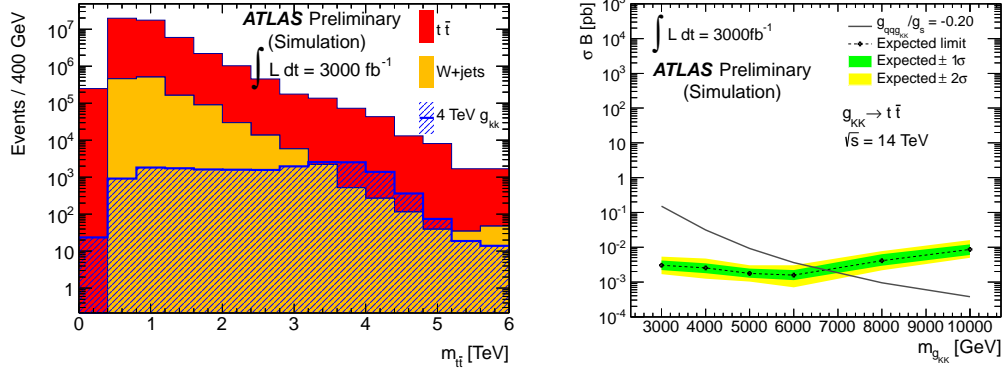 Events / 400 GeV
10⁷
10⁶
10⁵
10⁴
10³
10²
10
1
ATLAS Preliminary
(Simulation)
∫ L dt = 3000 fb⁻¹
t t̄
W+jets
4 TeV g_kk
0 1 2 3 4 5 6
m_tt̄ [TeV]
σ B [pb]
10⁵
10⁴
10³
10²
10
1
10⁻¹
10⁻²
10⁻³
10⁻⁴
∫ L dt = 3000fb⁻¹
ATLAS Preliminary
(Simulation)
g_qqg_KK/g_s = -0.20
Expected limit
Expected ± 1σ
Expected ± 2σ
g_KK → t t̄
√s = 14 TeV
3000 4000 5000 6000 7000 8000 9000 10000
m_g_KK [GeV]